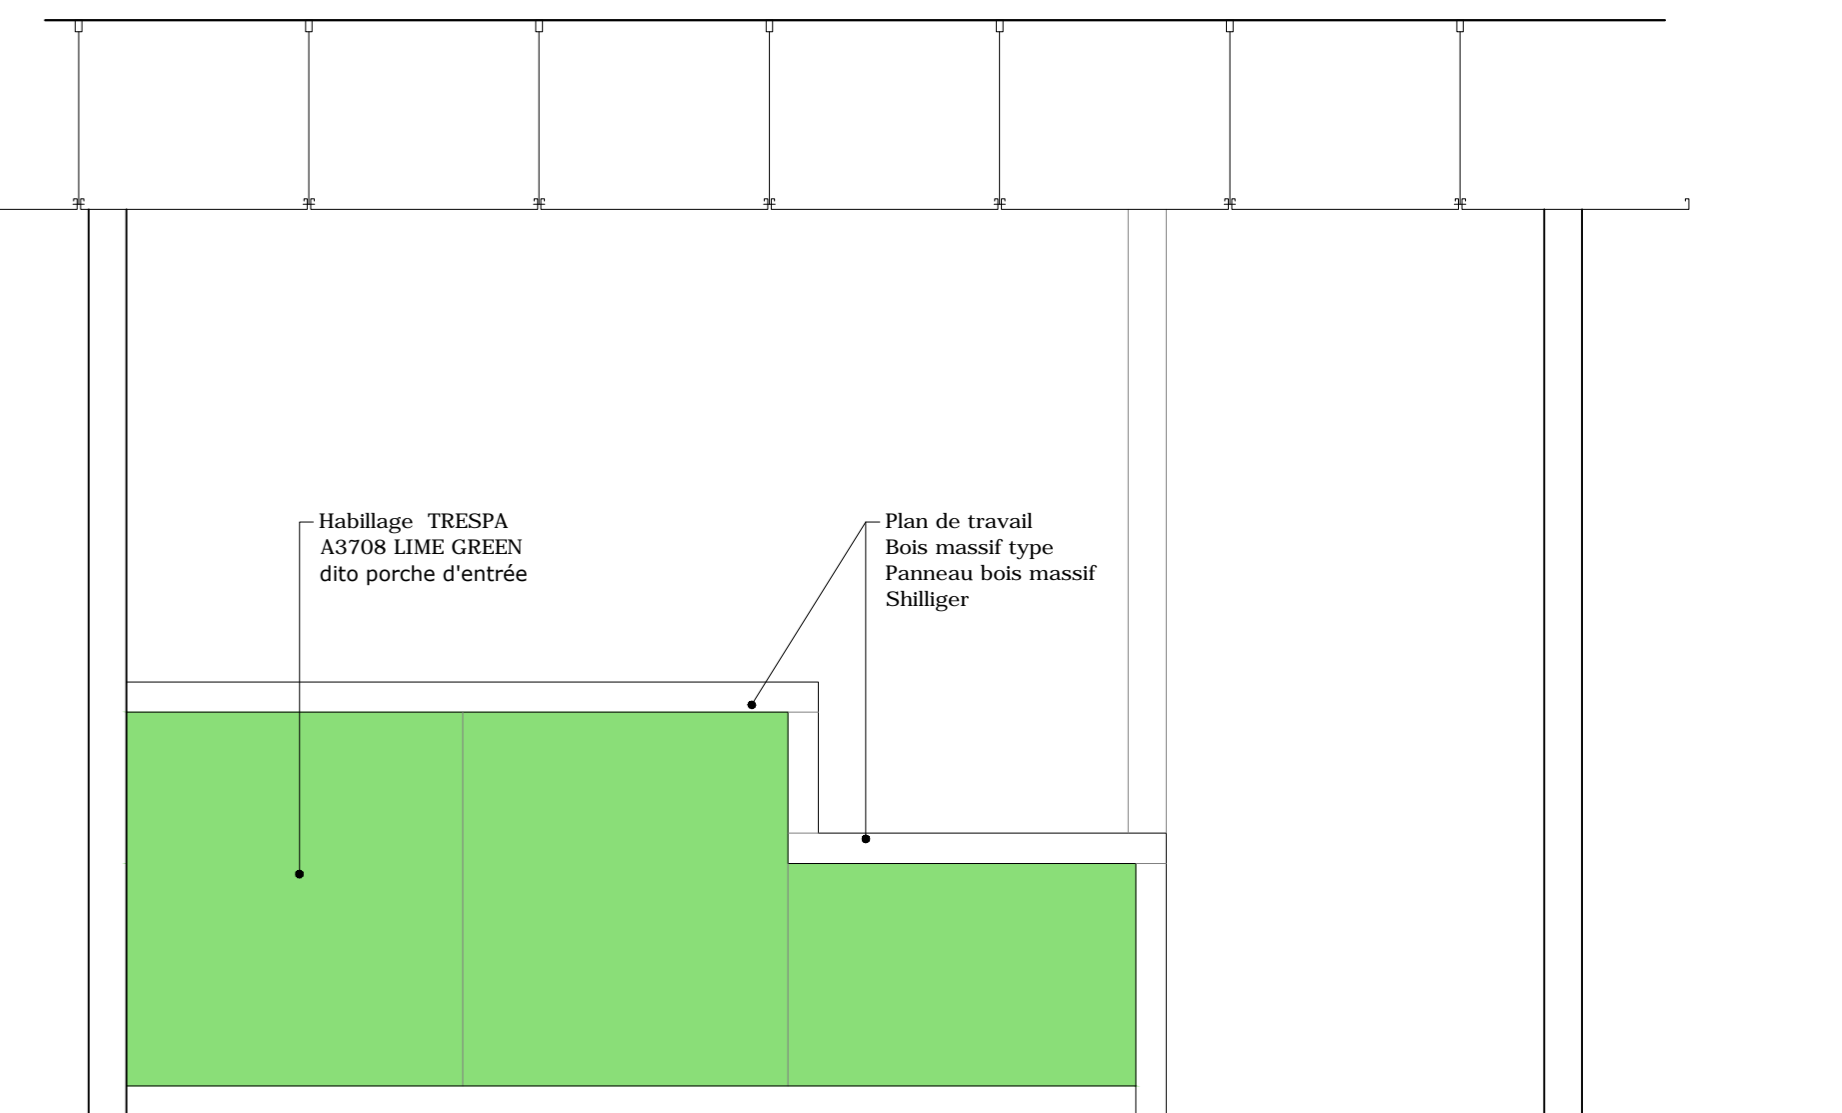 Habillage  TRESPA
A3708 LIME GREEN
dito porche d'entrée
Plan de travail
Bois massif type
Panneau bois massif
Shilliger